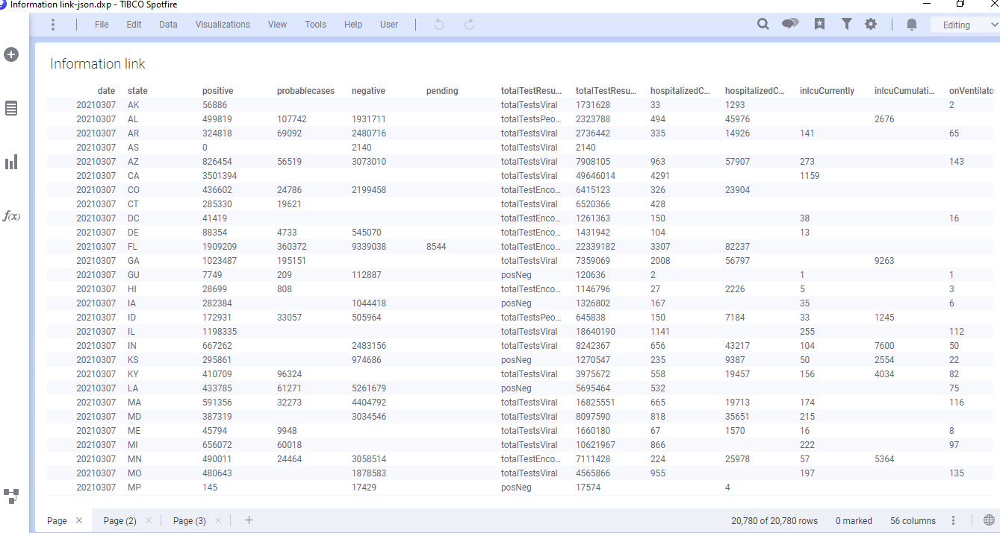 Information link-json.dxp - TIBCO Spotfire
File Edit Data Visualizations View Tools Help User Editing
Information link
date state positive probablecases negative pending totalTestResu... totalTestResu... hospitalizedC... hospitalizedC... inIcuCurrently inIcuCumulati... onVentilato
20210307 AK 56886 totalTestsViral 1731628 33 1293 2
20210307 AL 499819 107742 1931711 totalTestsPeo... 2323788 494 45976 2676
20210307 AR 324818 69092 2480716 totalTestsViral 2736442 335 14926 141 65
20210307 AS 0 2140 totalTestsViral 2140
20210307 AZ 826454 56519 3073010 totalTestsViral 7908105 963 57907 273 143
20210307 CA 3501394 totalTestsViral 49646014 4291 1159
20210307 CO 436602 24786 2199458 totalTestEnco... 6415123 326 23904
20210307 CT 285330 19621 totalTestsViral 6520366 428
20210307 DC 41419 totalTestEnco... 1261363 150 38 16
20210307 DE 88354 4733 545070 totalTestEnco... 1431942 104 13
20210307 FL 1909209 360372 9339038 8544 totalTestEnco... 22339182 3307 82237
20210307 GA 1023487 195151 totalTestsViral 7359069 2008 56797 9263
20210307 GU 7749 209 112887 posNeg 120636 2 1 1
20210307 HI 28699 808 totalTestEnco... 1146796 27 2226 5 3
20210307 IA 282384 1044418 posNeg 1326802 167 35 6
20210307 ID 172931 33057 505964 totalTestsPeo... 645838 150 7184 33 1245
20210307 IL 1198335 totalTestsViral 18640190 1141 255 112
20210307 IN 667262 2483156 totalTestsViral 8242367 656 43217 104 7600 50
20210307 KS 295861 974686 posNeg 1270547 235 9387 50 2554 22
20210307 KY 410709 96324 totalTestsViral 3975672 558 19457 156 4034 82
20210307 LA 433785 61271 5261679 posNeg 5695464 532 75
20210307 MA 591356 32273 4404792 totalTestsViral 16825551 665 19713 174 116
20210307 MD 387319 3034546 totalTestsViral 8097590 818 35651 215
20210307 ME 45794 9948 totalTestsViral 1660180 67 1570 16 8
20210307 MI 656072 60018 totalTestsViral 10621967 866 222 97
20210307 MN 490011 24464 3058514 totalTestEnco... 7111428 224 25978 57 5364
20210307 MO 480643 1878583 totalTestsViral 4565866 955 197 135
20210307 MP 145 17429 posNeg 17574 4
f(x)
Page Page (2) Page (3) 20,780 of 20,780 rows 0 marked 56 columns